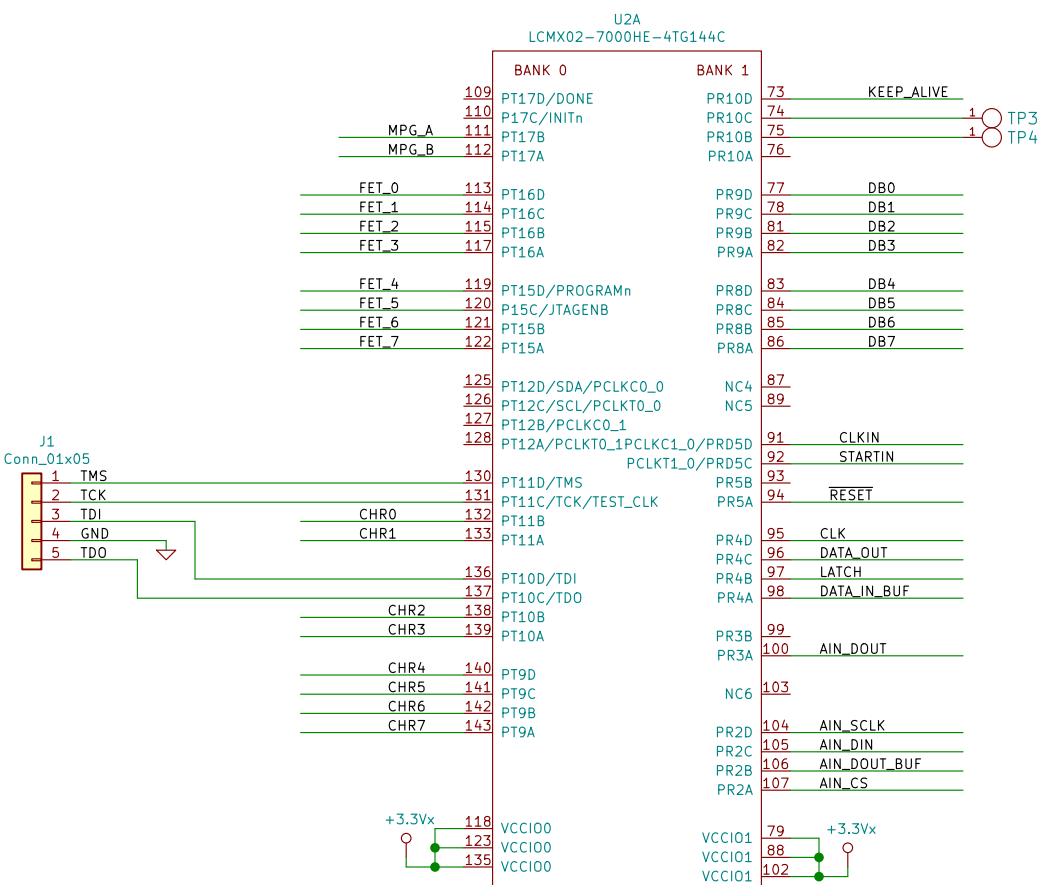 U2A
LCMXO2-7000HE-4TG144C
BANK 0 BANK 1
109 PT17D/DONE PR10D 73 KEEP_ALIVE
110 P17C/INITn PR10C 74 1 TP3
MPG_A 111 PT17B PR10B 75 1 TP4
MPG_B 112 PT17A PR10A 76
FET_0 113 PT16D PR9D 77 DB0
FET_1 114 PT16C PR9C 78 DB1
FET_2 115 PT16B PR9B 81 DB2
FET_3 117 PT16A PR9A 82 DB3
FET_4 119 PT15D/PROGRAMn PR8D 83 DB4
FET_5 120 P15C/JTAGENB PR8C 84 DB5
FET_6 121 PT15B PR8B 85 DB6
FET_7 122 PT15A PR8A 86 DB7
125 PT12D/SDA/PCLKC0_0 NC4 87
126 PT12C/SCL/PCLKT0_0 NC5 89
127 PT12B/PCLKC0_1
128 PT12A/PCLKT0_1 PCLKC1_0/PRD5D 91 CLKIN
PCLKT1_0/PRD5C 92 STARTIN
J1
Conn_01x05
1 TMS 130 PT11D/TMS PR5B 93
2 TCK 131 PT11C/TCK/TEST_CLK PR5A 94 RESET
3 TDI CHR0 132 PT11B
4 GND CHR1 133 PT11A PR4D 95 CLK
5 TDO PR4C 96 DATA_OUT
136 PT10D/TDI PR4B 97 LATCH
137 PT10C/TDO PR4A 98 DATA_IN_BUF
CHR2 138 PT10B
CHR3 139 PT10A PR3B 99
PR3A 100 AIN_DOUT
CHR4 140 PT9D
CHR5 141 PT9C NC6 103
CHR6 142 PT9B
CHR7 143 PT9A PR2D 104 AIN_SCLK
PR2C 105 AIN_DIN
PR2B 106 AIN_DOUT_BUF
PR2A 107 AIN_CS
+3.3Vx 118 VCCIO0
VCCIO1 79 +3.3Vx
123 VCCIO0
VCCIO1 88
135 VCCIO0
VCCIO1 102